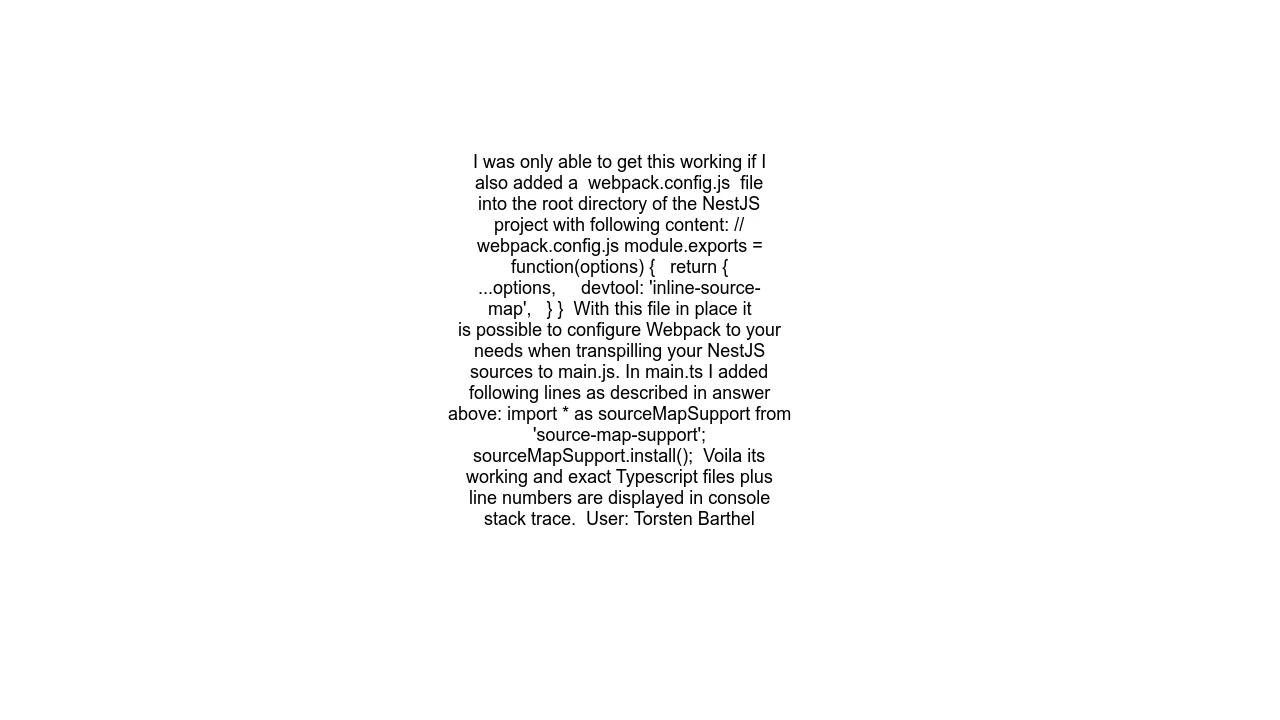 I was only able to get this working if I
also added a  webpack.config.js  file
into the root directory of the NestJS
project with following content: //
webpack.config.js module.exports =
function(options) {   return {
...options,     devtool: 'inline-source-
map',   } }  With this file in place it
is possible to configure Webpack to your
needs when transpilling your NestJS
sources to main.js. In main.ts I added
following lines as described in answer
above: import * as sourceMapSupport from
'source-map-support';
sourceMapSupport.install();  Voila its
working and exact Typescript files plus
line numbers are displayed in console
stack trace.  User: Torsten Barthel